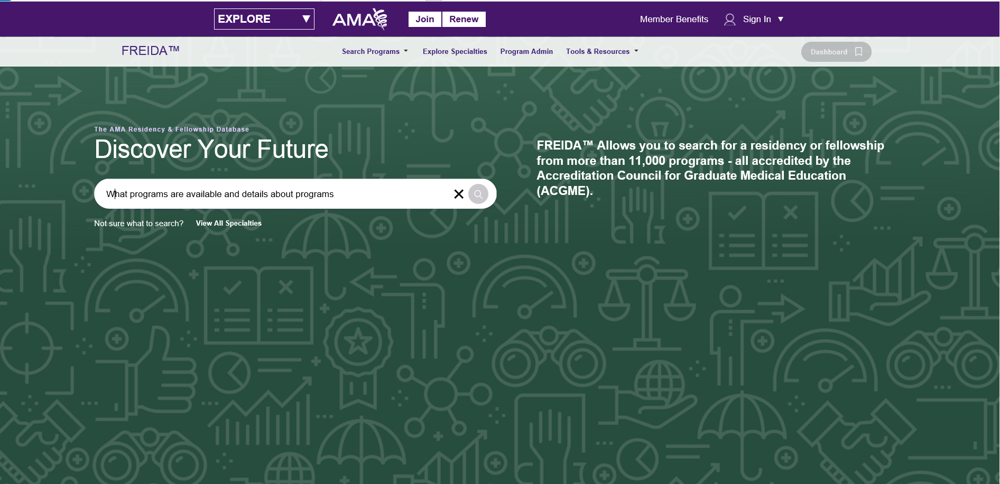 EXPLORE ▼
AMA
Join
Renew
Member Benefits
Sign In ▼
FREIDA™
Search Programs
Explore Specialties
Program Admin
Tools & Resources
Dashboard
The AMA Residency & Fellowship Database
Discover Your Future
What programs are available and details about programs
Not sure what to search?
View All Specialties
FREIDA™ Allows you to search for a residency or fellowship
from more than 11,000 programs - all accredited by the
Accreditation Council for Graduate Medical Education
(ACGME).